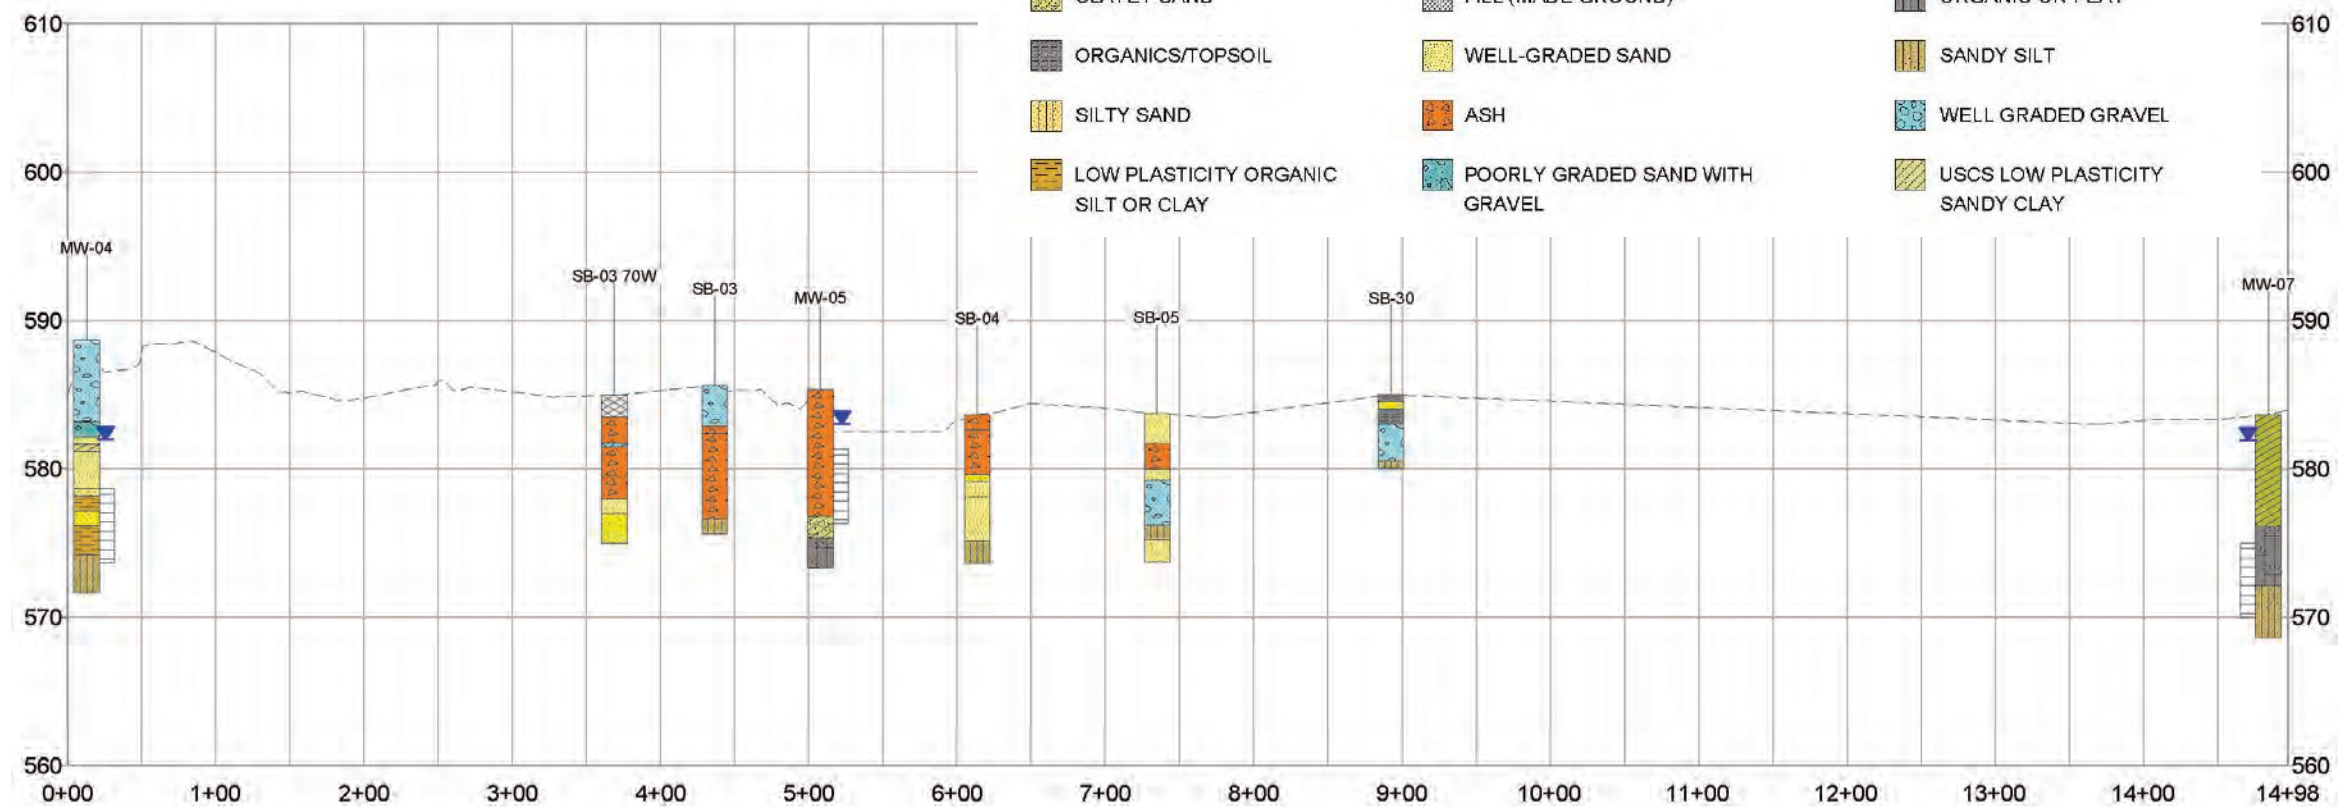 610
610
ORGANICS/TOPSOIL
WELL-GRADED SAND
SANDY SILT
SILTY SAND
ASH
WELL GRADED GRAVEL
600
LOW PLASTICITY ORGANIC
SILT OR CLAY
POORLY GRADED SAND WITH
GRAVEL
USCS LOW PLASTICITY
SANDY CLAY
600
MW-04
SB-03 70W
SB-03
MW-05
SB-04
SB-05
SB-30
MW-07
590
590
580
580
570
570
560
560
0+00 1+00 2+00 3+00 4+00 5+00 6+00 7+00 8+00 9+00 10+00 11+00 12+00 13+00 14+00 14+98